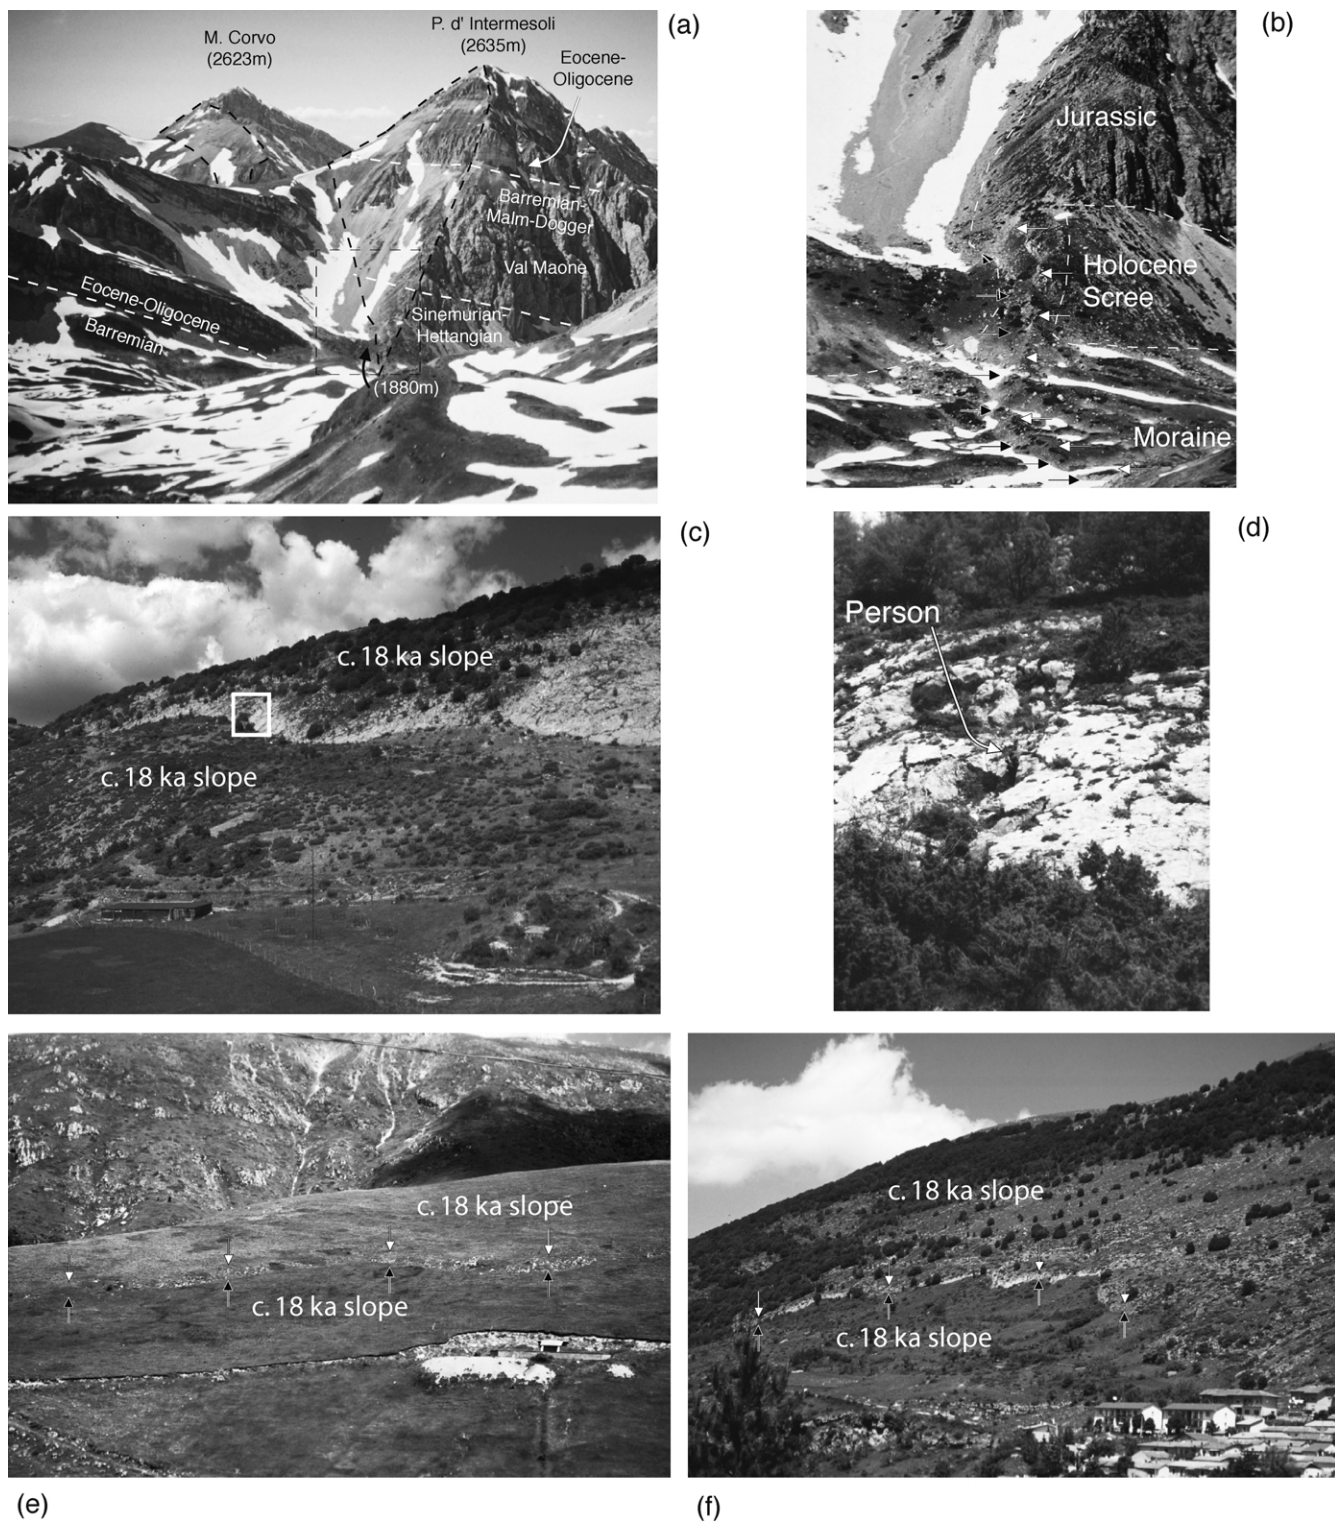 (a)
M. Corvo
(2623m)
P. d' Intermesoli
(2635m)
Eocene-
Oligocene
Barremian-
Malm-Dogger
Val Maone
Eocene-Oligocene
Barremian
Sinemurian-
Hettangian
(1880m)
(b)
Jurassic
Holocene
Scree
Moraine
(c)
c. 18 ka slope
c. 18 ka slope
(d)
Person
c. 18 ka slope
c. 18 ka slope
(e)
c. 18 ka slope
c. 18 ka slope
(f)